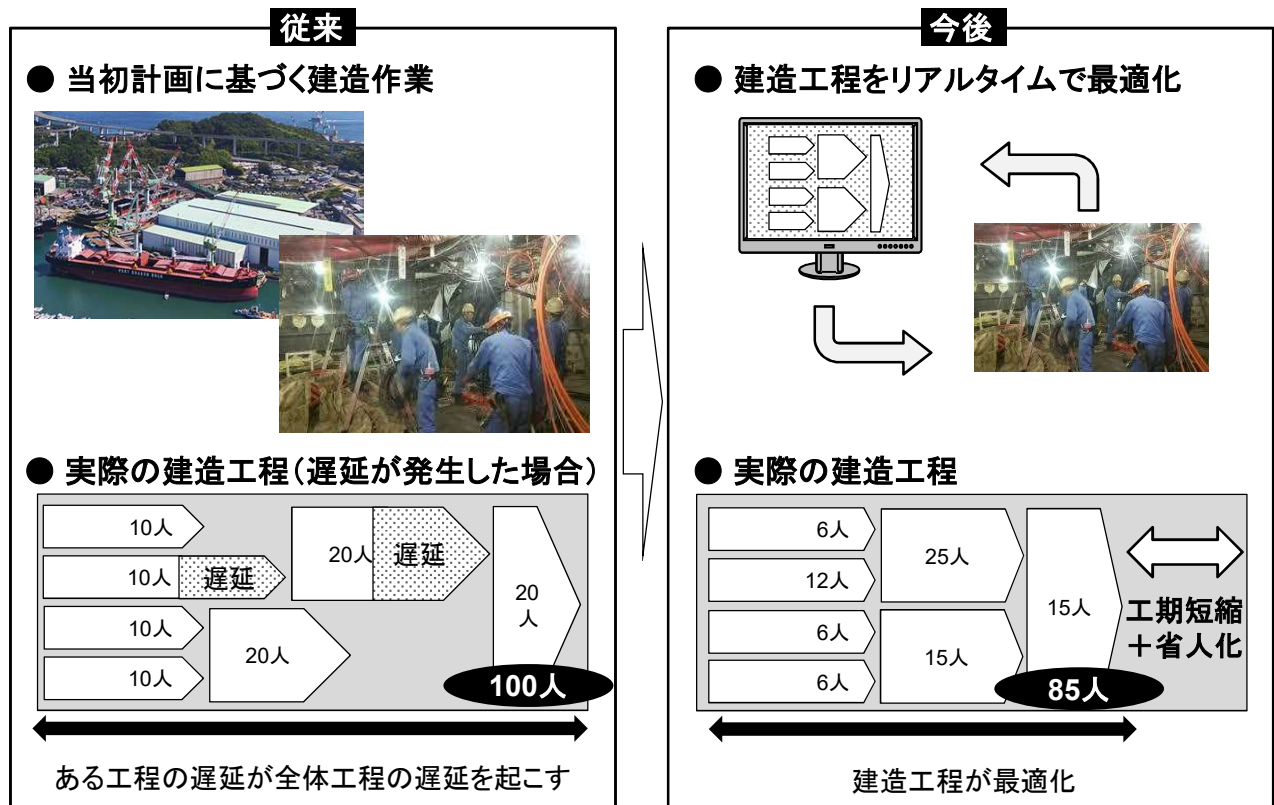 従来
● 当初計画に基づく建造作業
● 実際の建造工程(遅延が発生した場合)
10人
10人
遅延
10人
10人
20人
遅延
20人
20
人
100人
ある工程の遅延が全体工程の遅延を起こす
今後
● 建造工程をリアルタイムで最適化
● 実際の建造工程
6人
12人
6人
6人
25人
15人
15人
85人
工期短縮
+省人化
建造工程が最適化